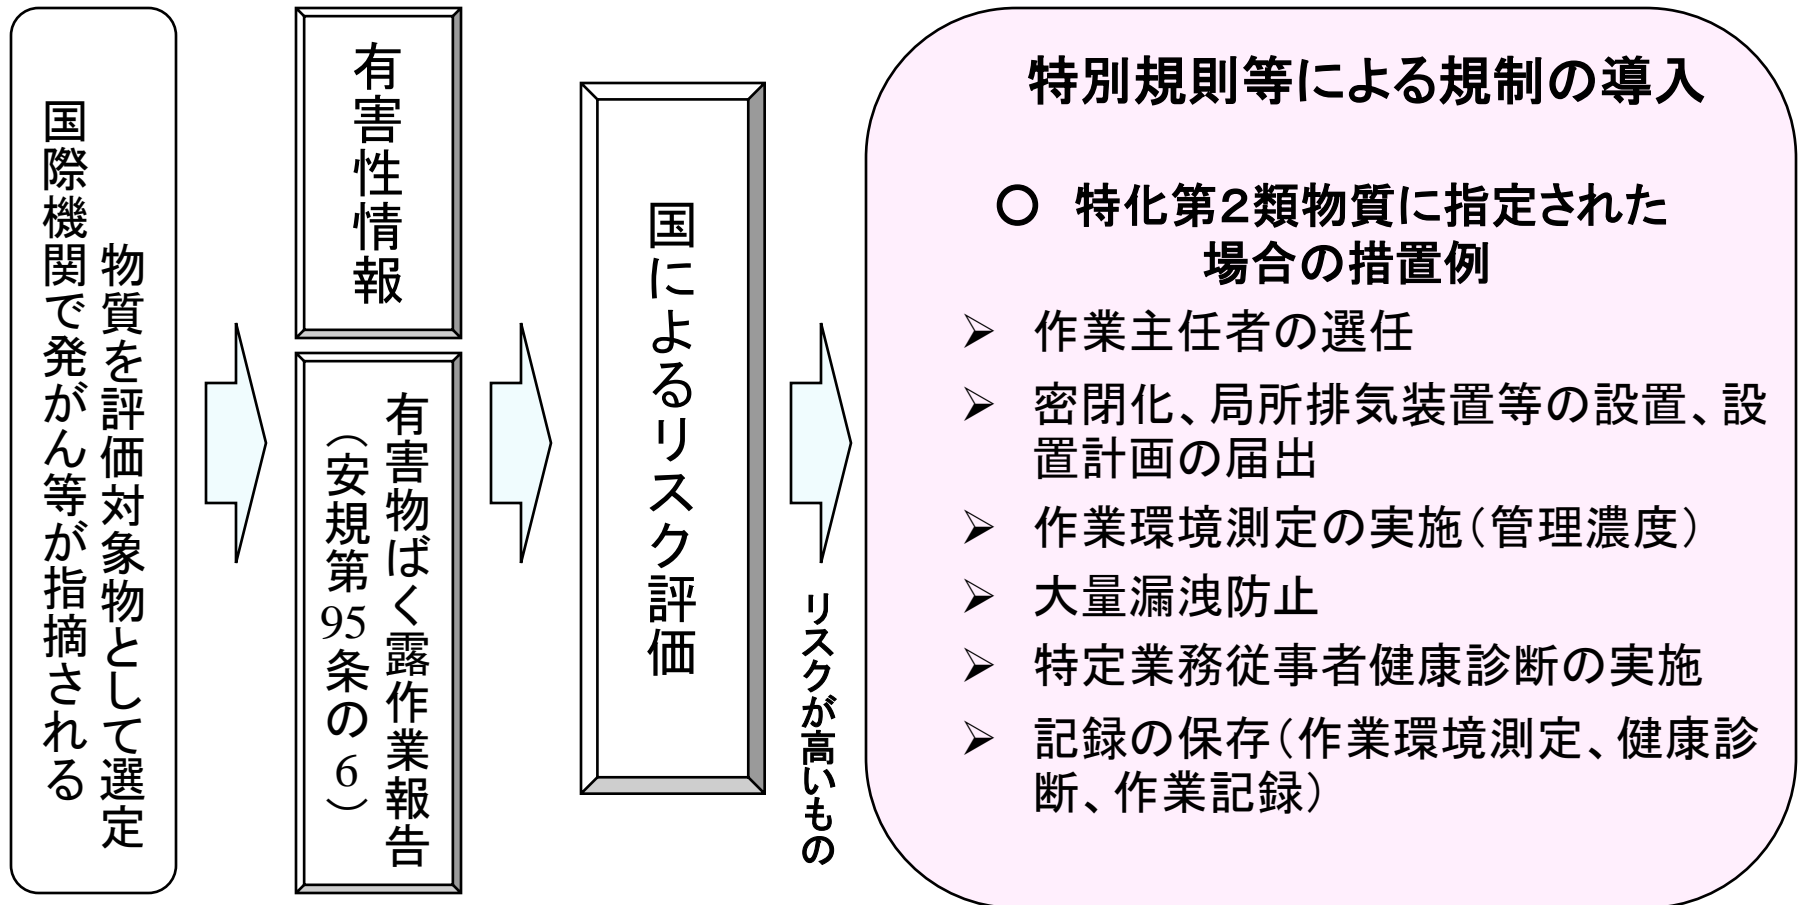 国際機関で発がん等が指摘される
物質を評価対象物として選定
有害性情報
有害物ばく露作業報告
（安規第95条の6）
国によるリスク評価
リスクが高いもの
特別規則等による規制の導入
○ 特化第2類物質に指定された
場合の措置例
➢ 作業主任者の選任
➢ 密閉化、局所排気装置等の設置、設
置計画の届出
➢ 作業環境測定の実施（管理濃度）
➢ 大量漏洩防止
➢ 特定業務従事者健康診断の実施
➢ 記録の保存（作業環境測定、健康診
断、作業記録）